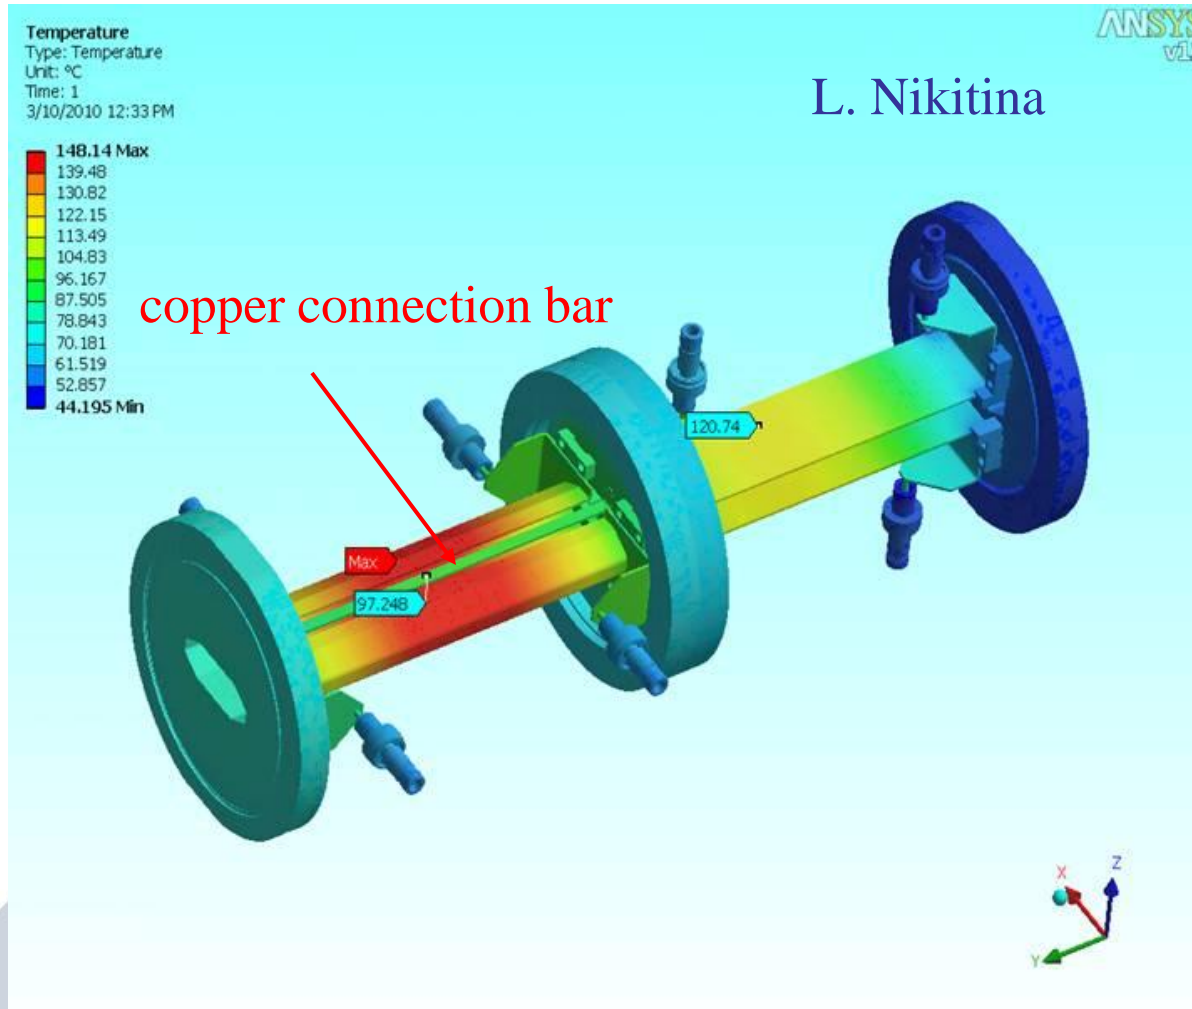 Temperature
Type: Temperature
Unit: °C
Time: 1
3/10/2010 12:33 PM
ANSYS
L. Nikitina
148.14 Max
139.48
130.82
122.15
113.49
104.83
96.167
87.505
78.843
70.181
61.519
52.857
44.195 Min
copper connection bar
120.74
Max
97.248
X
Z
Y